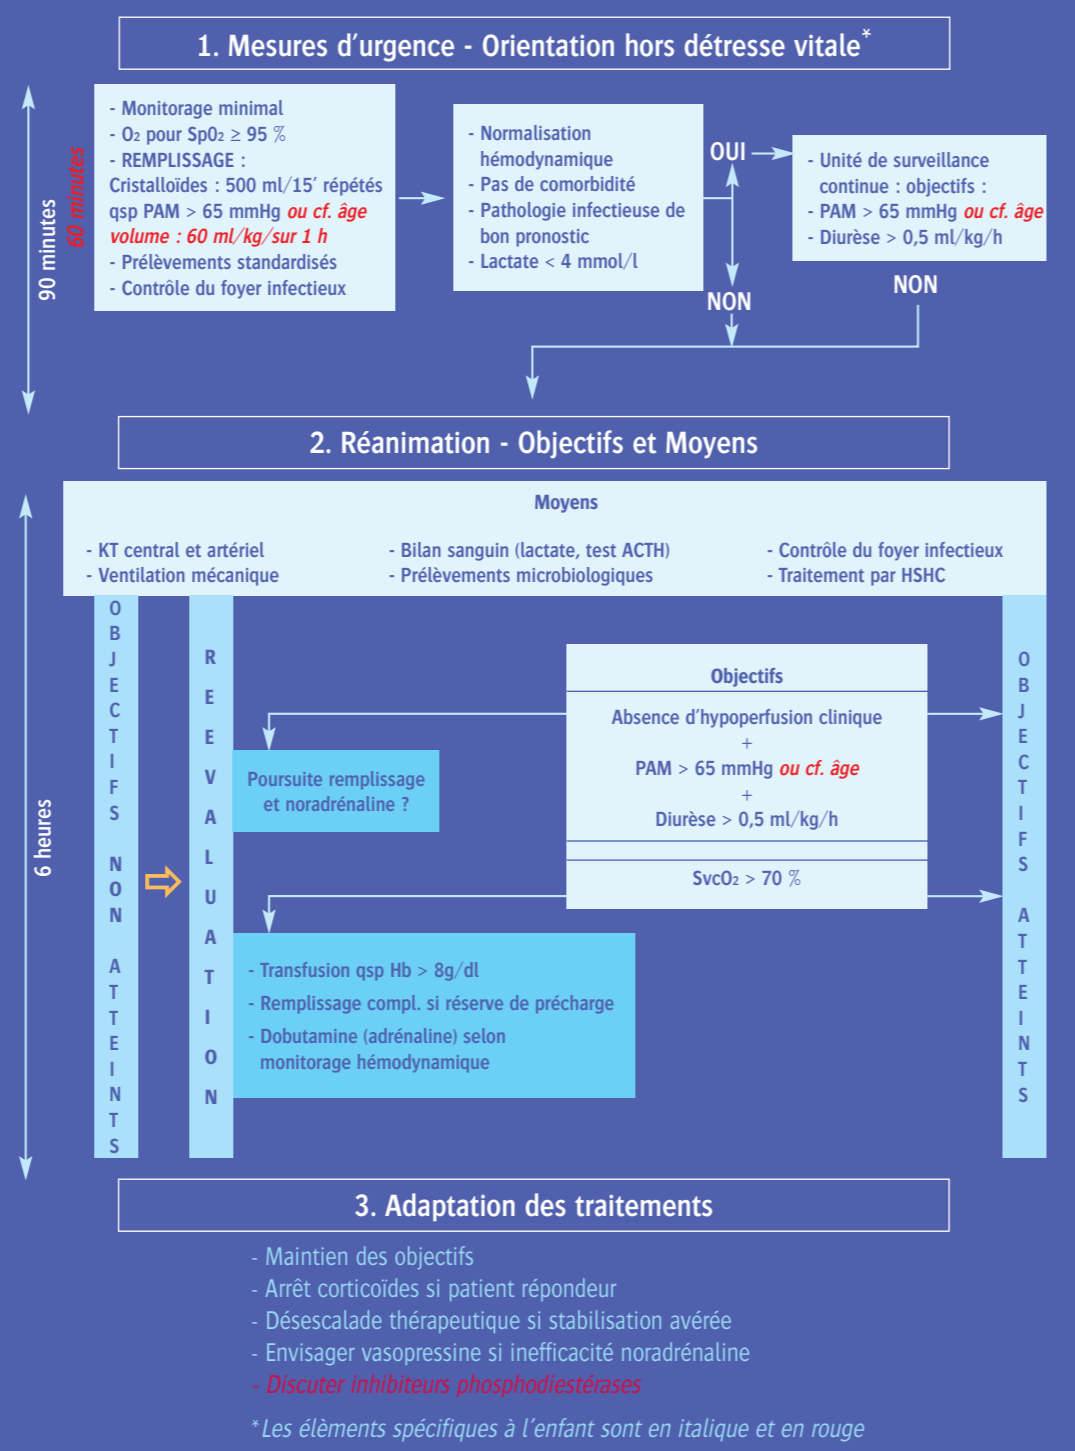 1. Mesures d'urgence - Orientation hors détresse vitale*
90 minutes
60 minutes
- Monitorage minimal
- O2 pour SpO2 ≥ 95 %
- REMPLISSAGE :
Cristalloïdes : 500 ml/15' répétés
qsp PAM > 65 mmHg ou cf. âge
volume : 60 ml/kg/sur 1 h
- Prélèvements standardisés
- Contrôle du foyer infectieux
- Normalisation
hémodynamique
- Pas de comorbidité
- Pathologie infectieuse de
bon pronostic
- Lactate < 4 mmol/l
OUI
NON
- Unité de surveillance
continue : objectifs :
- PAM > 65 mmHg ou cf. âge
- Diurèse > 0,5 ml/kg/h
NON
2. Réanimation - Objectifs et Moyens
6 heures
Moyens
- KT central et artériel
- Ventilation mécanique
- Bilan sanguin (lactate, test ACTH)
- Prélèvements microbiologiques
- Contrôle du foyer infectieux
- Traitement par HSHC
OBJECTIFS NON ATTEINTS
REEVALUATION
Objectifs
Absence d'hypoperfusion clinique
+
PAM > 65 mmHg ou cf. âge
+
Diurèse > 0,5 ml/kg/h
SvcO2 > 70 %
Poursuite remplissage
et noradrénaline ?
- Transfusion qsp Hb > 8g/dl
- Remplissage compl. si réserve de précharge
- Dobutamine (adrénaline) selon
monitorage hémodynamique
OBJECTIFS ATTEINTS
3. Adaptation des traitements
- Maintien des objectifs
- Arrêt corticoïdes si patient répondeur
- Désescalade thérapeutique si stabilisation avérée
- Envisager vasopressine si inefficacité noradrénaline
- Discuter inhibiteurs phosphodiestérases
*Les élèments spécifiques à l'enfant sont en italique et en rouge